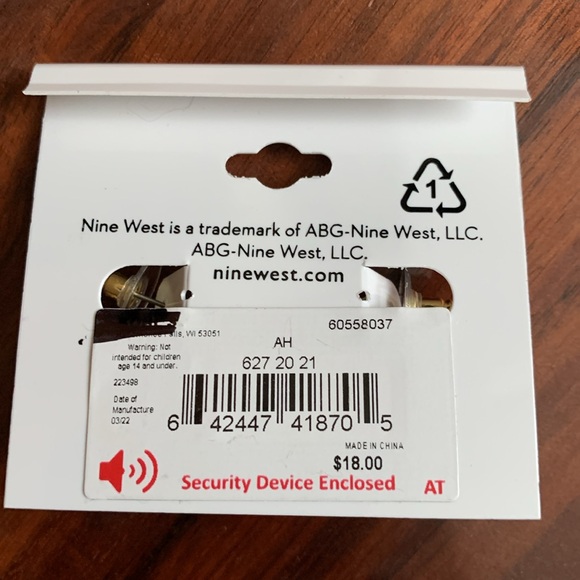 1
Nine West is a trademark of ABG-Nine West, LLC.
ABG-Nine West, LLC.
ninewest.com
Falls, WI 53051
60558037
Warning: Not
intended for children
age 14 and under.
AH
627 20 21
223498
Date of
Manufacture
03/22
6 42447 41870 5
MADE IN CHINA
$18.00
Security Device Enclosed
AT